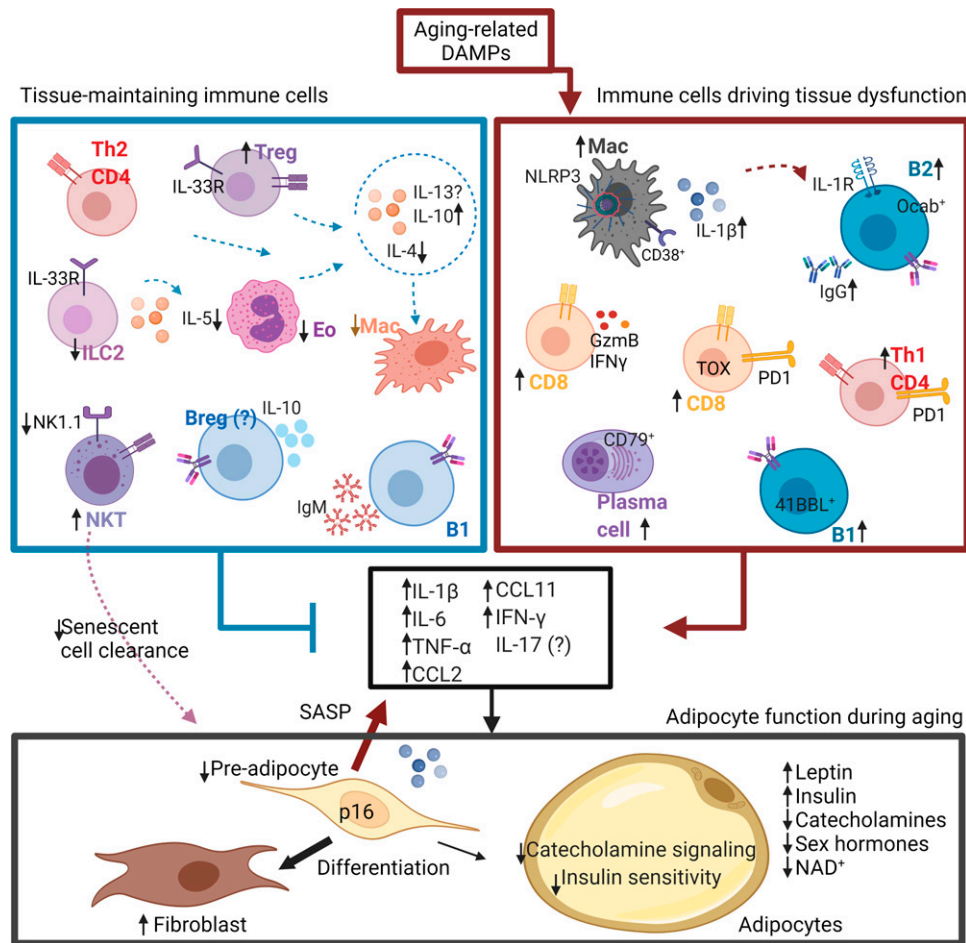 Aging-related
DAMPs
Tissue-maintaining immune cells
Immune cells driving tissue dysfunction
Th2
CD4
↑
Treg
IL-33R
IL-13?
IL-10↑
IL-4↓
IL-33R
↓ILC2
IL-5↓
↓Eo
↓Mac
↓NK1.1
↑NKT
Breg (?)
IL-10
IgM
B1
↑Mac
NLRP3
CD38⁺
IL-1β↑
IL-1R
B2↑
Ocab⁺
IgG↑
GzmB
IFNγ
↑CD8
TOX
PD1
↑CD8
↑Th1
CD4
PD1
CD79⁺
Plasma
cell ↑
41BBL⁺
B1↑
↑IL-1β
↑IL-6
↑TNF-α
↑CCL2
↑CCL11
↑IFN-γ
IL-17 (?)
↓Senescent
cell clearance
SASP
Adipocyte function during aging
↓Pre-adipocyte
p16
Differentiation
↑Fibroblast
↓Catecholamine signaling
↓Insulin sensitivity
Adipocytes
↑Leptin
↑Insulin
↓Catecholamines
↓Sex hormones
↓NAD⁺